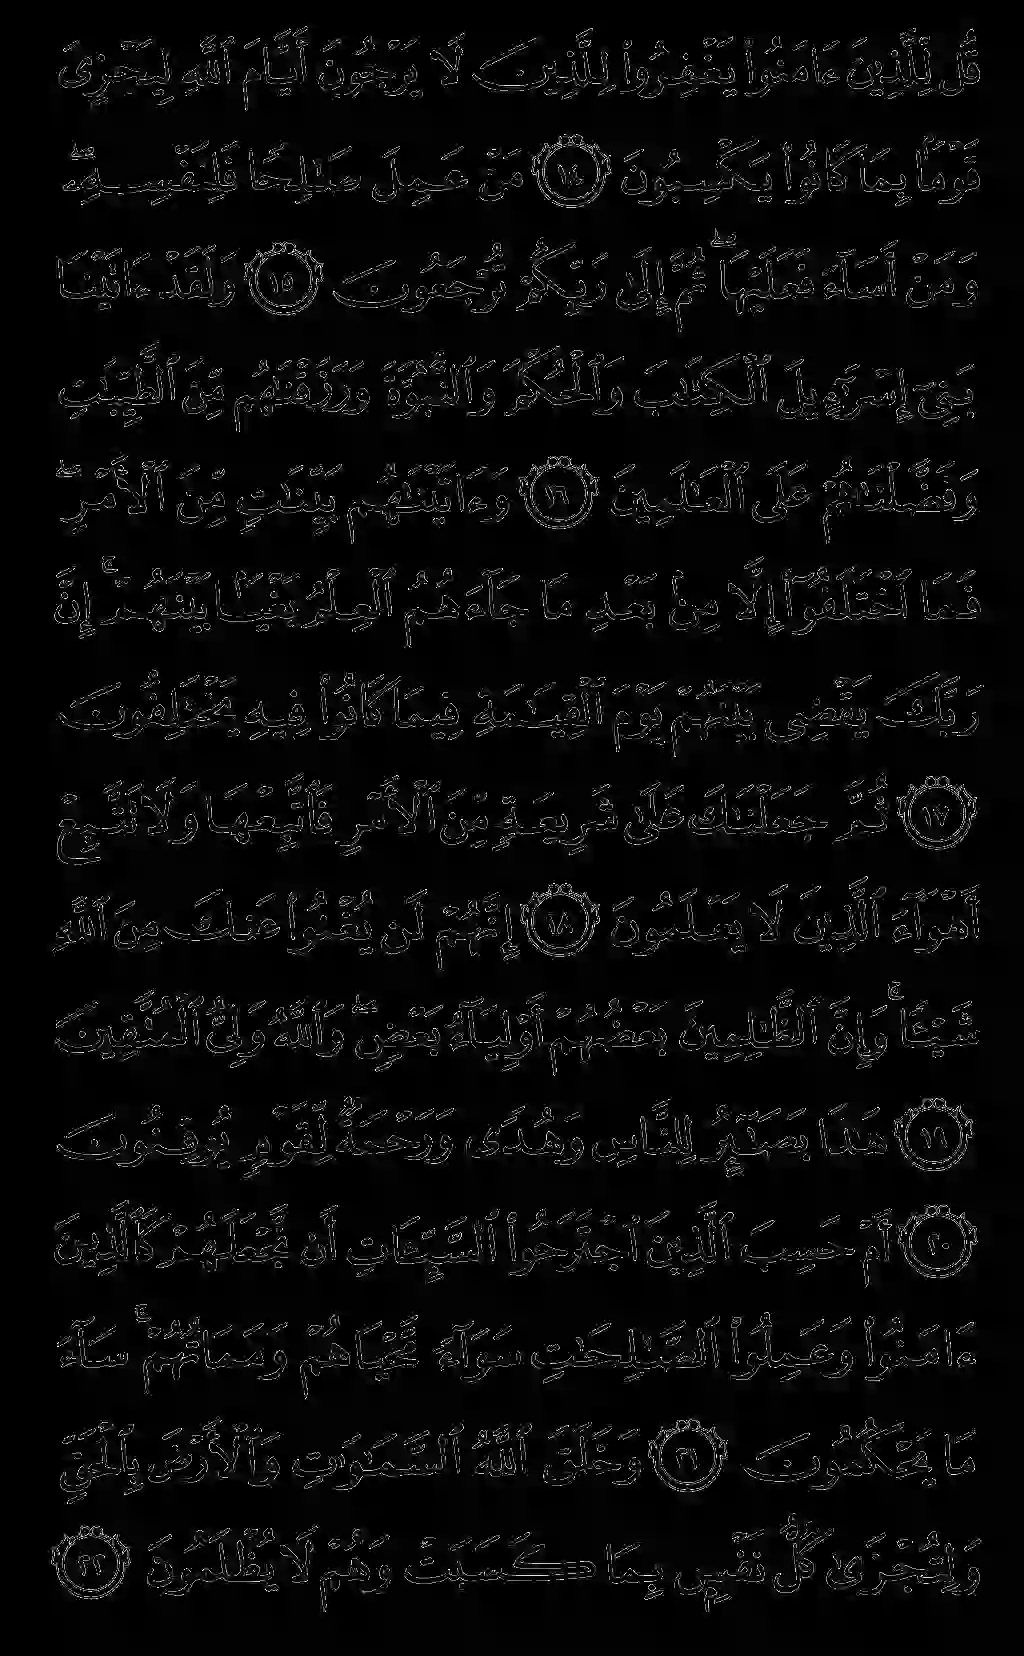 قُل لِّلَّذِينَ ءَامَنُوا۟ يَغْفِرُوا۟ لِلَّذِينَ لَا يَرْجُونَ أَيَّامَ ٱللَّهِ لِيَجْزِىَ
قَوْمًۢا بِمَا كَانُوا۟ يَكْسِبُونَ ١٤ مَنْ عَمِلَ صَـٰلِحًا فَلِنَفْسِهِۦ ۖ
وَمَنْ أَسَآءَ فَعَلَيْهَا ۖ ثُمَّ إِلَىٰ رَبِّكُمْ تُرْجَعُونَ ١٥ وَلَقَدْ ءَاتَيْنَا
بَنِىٓ إِسْرَٰٓءِيلَ ٱلْكِتَـٰبَ وَٱلْحُكْمَ وَٱلنُّبُوَّةَ وَرَزَقْنَـٰهُم مِّنَ ٱلطَّيِّبَـٰتِ
وَفَضَّلْنَـٰهُمْ عَلَى ٱلْعَـٰلَمِينَ ١٦ وَءَاتَيْنَـٰهُم بَيِّنَـٰتٍ مِّنَ ٱلْأَمْرِ ۖ
فَمَا ٱخْتَلَفُوٓا۟ إِلَّا مِنۢ بَعْدِ مَا جَآءَهُمُ ٱلْعِلْمُ بَغْيًۢا بَيْنَهُمْ ۚ إِنَّ
رَبَّكَ يَقْضِى بَيْنَهُمْ يَوْمَ ٱلْقِيَـٰمَةِ فِيمَا كَانُوا۟ فِيهِ يَخْتَلِفُونَ
١٧ ثُمَّ جَعَلْنَـٰكَ عَلَىٰ شَرِيعَةٍ مِّنَ ٱلْأَمْرِ فَٱتَّبِعْهَا وَلَا تَتَّبِعْ
أَهْوَآءَ ٱلَّذِينَ لَا يَعْلَمُونَ ١٨ إِنَّهُمْ لَن يُغْنُوا۟ عَنكَ مِنَ ٱللَّهِ
شَيْـًٔا ۚ وَإِنَّ ٱلظَّـٰلِمِينَ بَعْضُهُمْ أَوْلِيَآءُ بَعْضٍ ۖ وَٱللَّهُ وَلِىُّ ٱلْمُتَّقِينَ
١٩ هَـٰذَا بَصَـٰٓئِرُ لِلنَّاسِ وَهُدًى وَرَحْمَةٌ لِّقَوْمٍ يُوقِنُونَ
٢٠ أَمْ حَسِبَ ٱلَّذِينَ ٱجْتَرَحُوا۟ ٱلسَّيِّـَٔاتِ أَن نَّجْعَلَهُمْ كَٱلَّذِينَ
ءَامَنُوا۟ وَعَمِلُوا۟ ٱلصَّـٰلِحَـٰتِ سَوَآءً مَّحْيَاهُمْ وَمَمَاتُهُمْ ۚ سَآءَ
مَا يَحْكُمُونَ ٢١ وَخَلَقَ ٱللَّهُ ٱلسَّمَـٰوَٰتِ وَٱلْأَرْضَ بِٱلْحَقِّ
وَلِتُجْزَىٰ كُلُّ نَفْسٍۭ بِمَا كَسَبَتْ وَهُمْ لَا يُظْلَمُونَ ٢٢